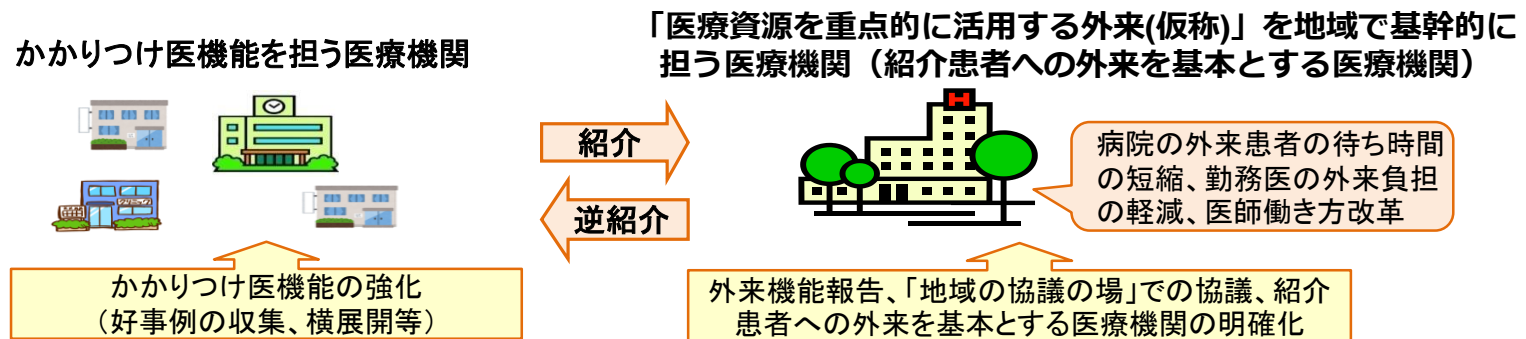 かかりつけ医機能を担う医療機関
「医療資源を重点的に活用する外来(仮称)」を地域で基幹的に
担う医療機関（紹介患者への外来を基本とする医療機関）
紹介
逆紹介
病院の外来患者の待ち時間
の短縮、勤務医の外来負担
の軽減、医師働き方改革
かかりつけ医機能の強化
（好事例の収集、横展開等）
外来機能報告、「地域の協議の場」での協議、紹介
患者への外来を基本とする医療機関の明確化
H